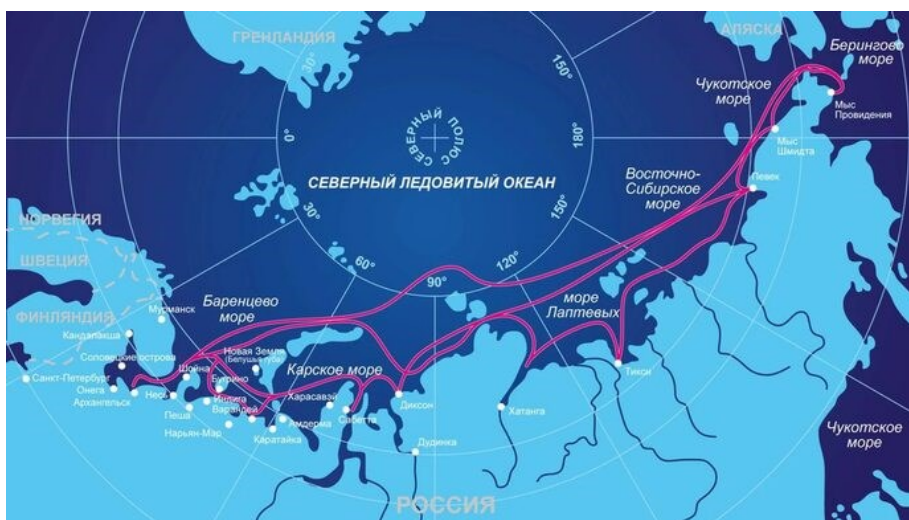 ГРЕНЛАНДИЯ
АЛЯСКА
Берингово
море
Чукотское
море
Мыс
Провидения
Мыс
Шмидта
Певек
30°
0°
30°
60°
90°
120°
150°
180°
150°
СЕВЕРНЫЙ ПОЛЮС
СЕВЕРНЫЙ ЛЕДОВИТЫЙ ОКЕАН
Восточно-
Сибирское
море
НОРВЕГИЯ
ШВЕЦИЯ
ФИНЛЯНДИЯ
Мурманск
Баренцево
море
море
Лаптевых
Кандалакша
Соловецкие острова
Шойна
Новая Земля
(Белушья губа)
Карское море
Санкт-Петербург
Онега
Архангельск
Несь
Бугрино
Индига
Пеша
Варандей
Нарьян-Мар
Каратайка
Амдерма
Харасавэй
Сабетта
Диксон
Дудинка
Хатанга
Тикси
Чукотское
море
РОССИЯ